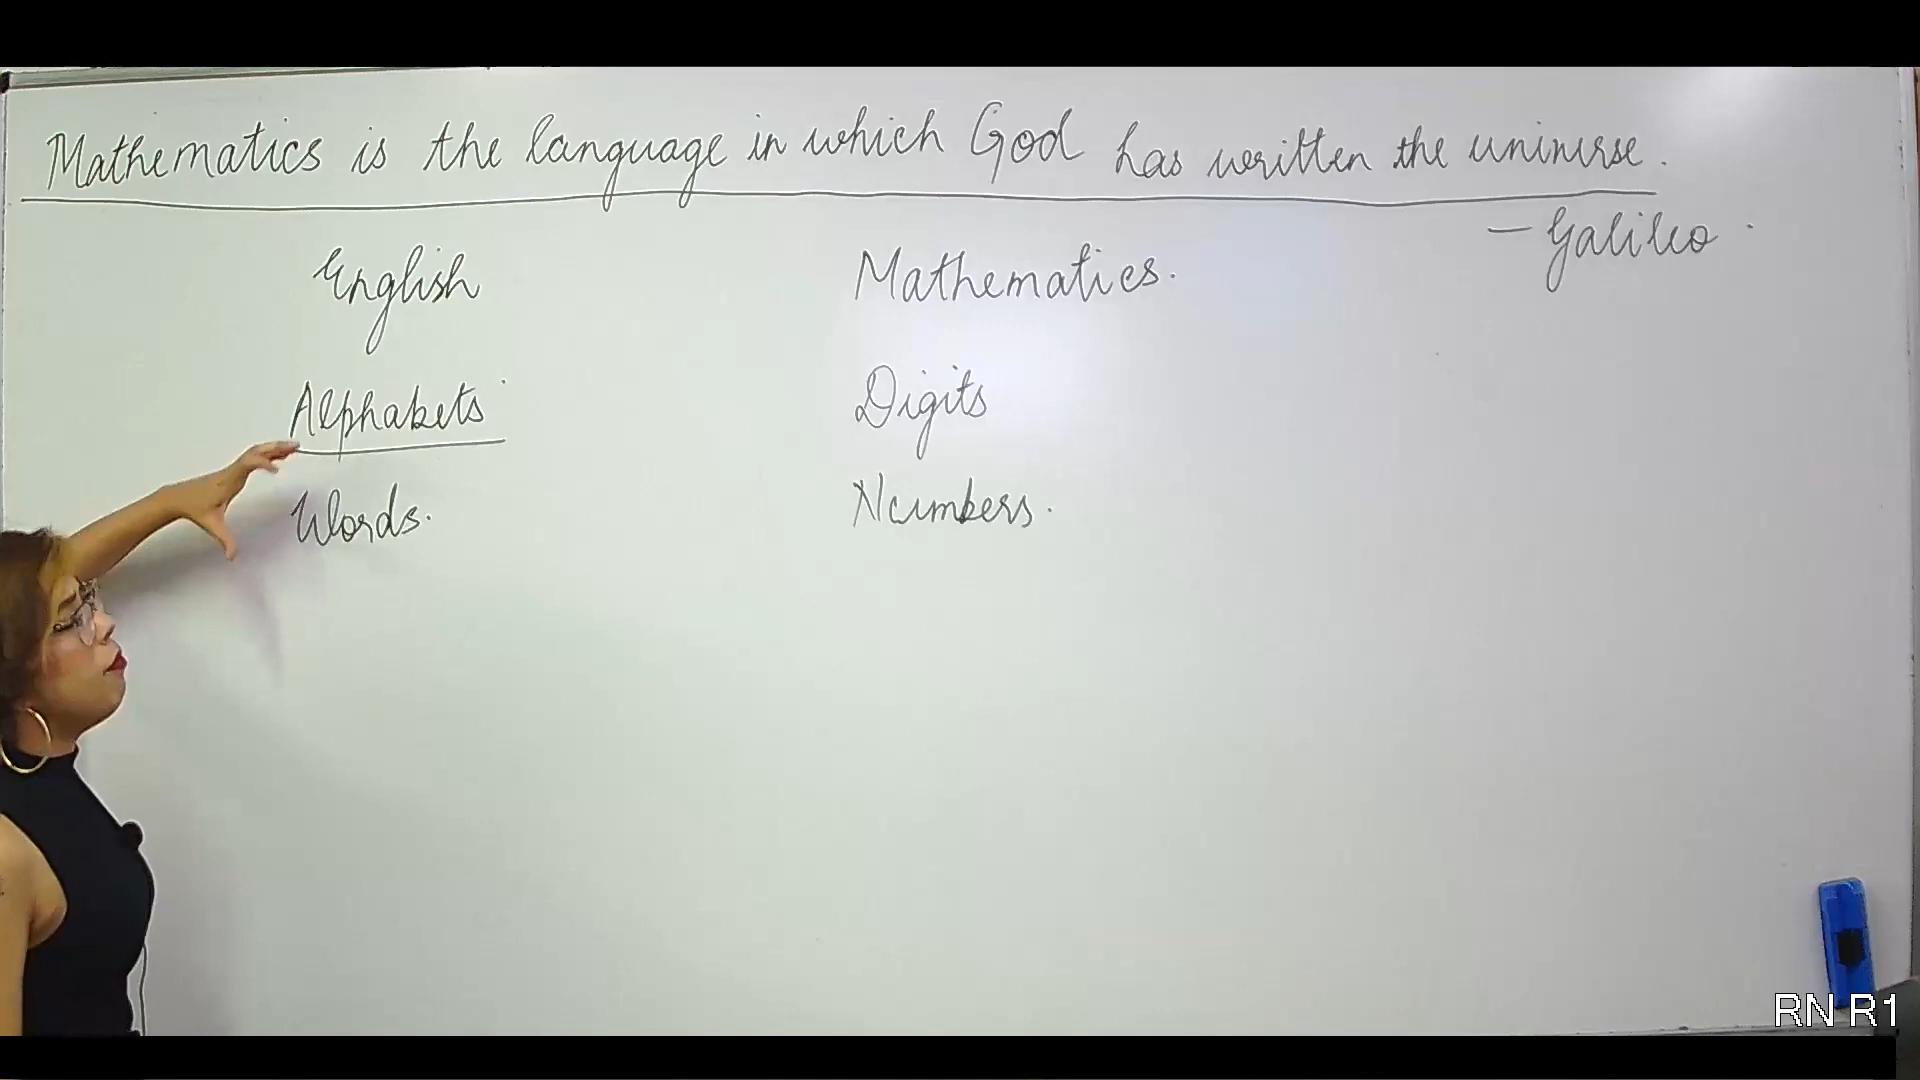 Mathematics is the language in which God has written the universe.
- Galileo.
English Mathematics.
Alphabets Digits
Words. Numbers.
RN R1